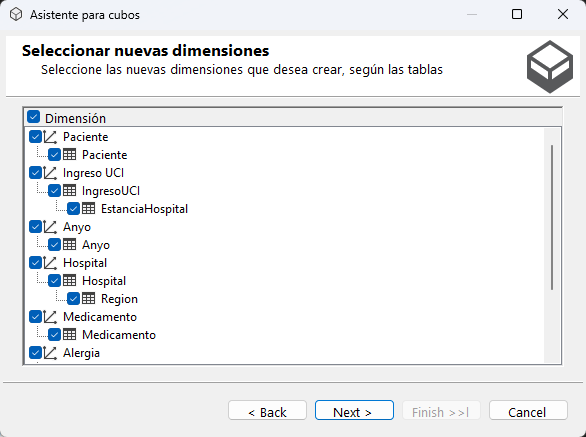 Asistente para cubos
Seleccionar nuevas dimensiones
Seleccione las nuevas dimensiones que desea crear, según las tablas
Dimensión
Paciente
Paciente
Ingreso UCI
IngresoUCI
EstanciaHospital
Anyo
Anyo
Hospital
Hospital
Region
Medicamento
Medicamento
Alergia
< Back
Next >
Finish >>|
Cancel